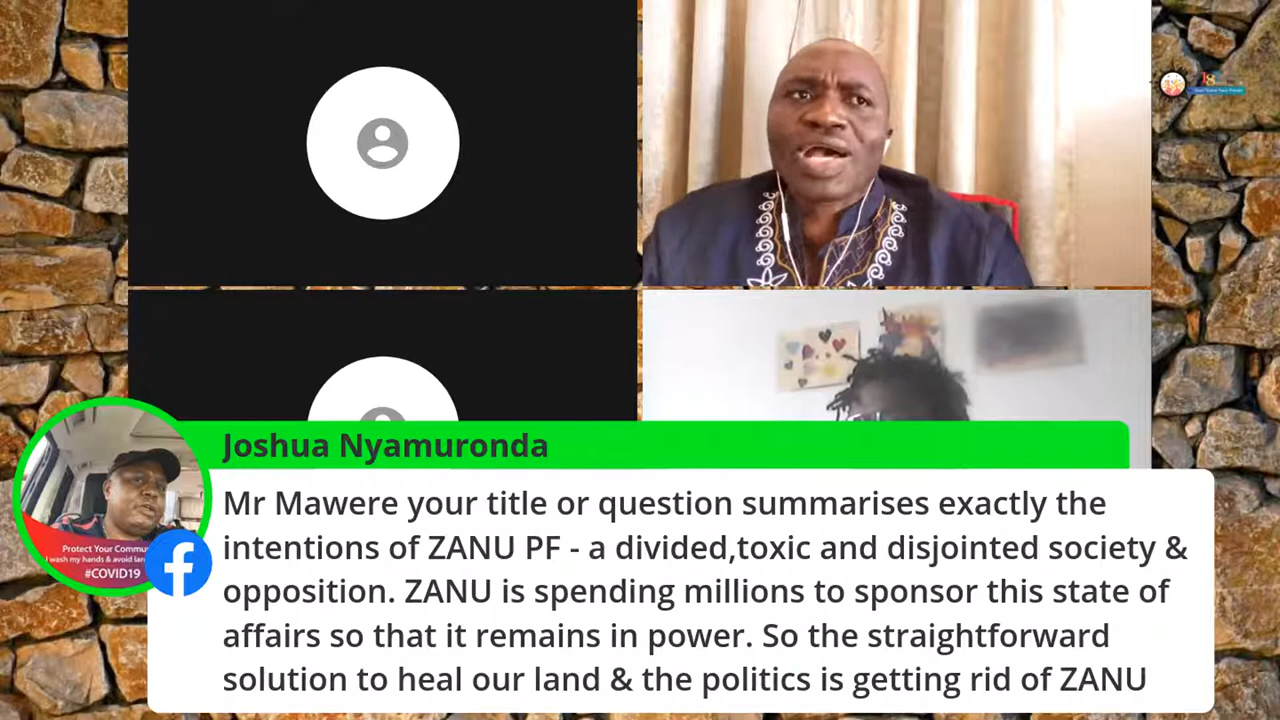 Joshua Nyamuronda
Mr Mawere your title or question summarises exactly the
intentions of ZANU PF - a divided,toxic and disjointed society &
opposition. ZANU is spending millions to sponsor this state of
affairs so that it remains in power. So the straightforward
solution to heal our land & the politics is getting rid of ZANU
Protect Your Commu
I wash my hands & avoid
#COVID19